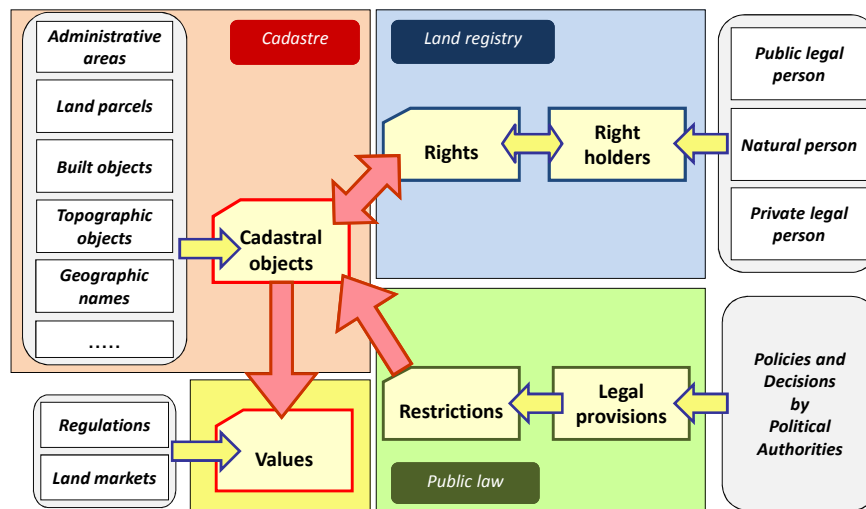 Administrative
areas
Land parcels
Built objects
Topographic
objects
Geographic
names
.....
Cadastre
Cadastral
objects
Land registry
Rights
Right
holders
Public legal
person
Natural person
Private legal
person
Regulations
Land markets
Values
Restrictions
Legal
provisions
Public law
Policies and
Decisions
by
Political
Authorities